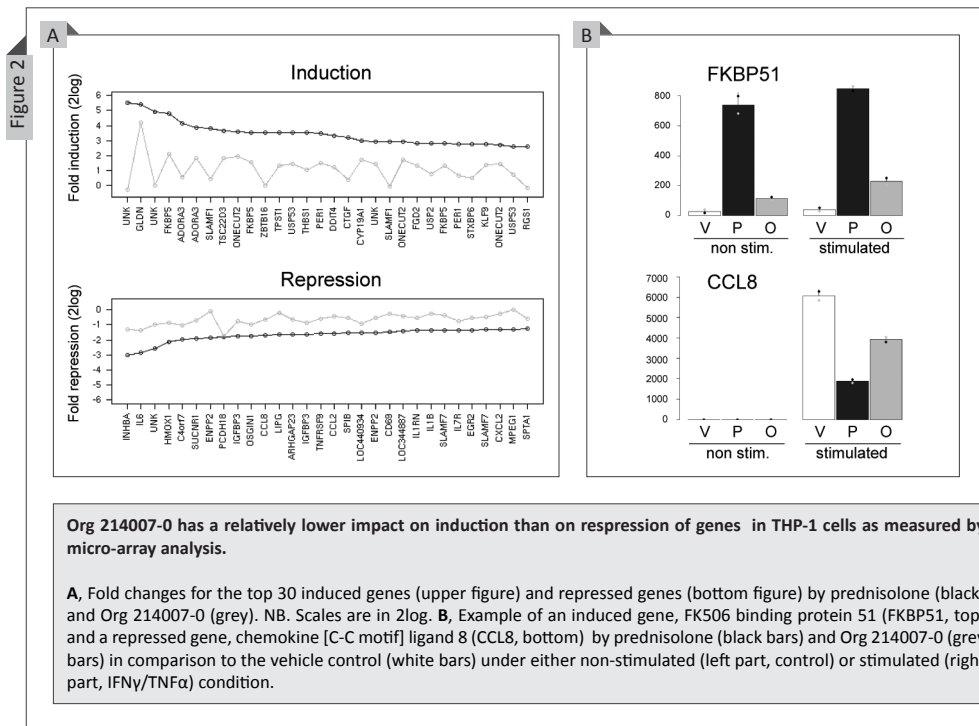 Figure 2
A
Induction
Fold induction (2log)
6
5
4
3
2
1
0
UNK
GLDN
UNK
FKBP5
ADORA3
ADORA3
SLAMF1
TSC22D3
ONECUT2
FKBP5
ZBTB16
TPST1
USP53
THBS1
PER1
DDIT4
CTGF
CYP19A1
UNK
SLAMF1
ONECUT2
FGD2
USP2
FKBP5
PER1
STXBP6
KLF9
ONECUT2
USP53
RGS1
Repression
Fold repression (2log)
0
-1
-2
-3
-4
-5
-6
INHBA
IL6
UNK
HMOX1
C4orf7
SUCNR1
ENPP2
PCDH18
IGFBP3
OSGIN1
CCL8
LIPG
ARHGAP23
IGFBP3
TNFRSF9
CCL2
SPIB
LOC440934
ENPP2
CD69
LOC344887
IL1RN
IL1B
SLAMF7
IL7R
EGR2
SLAMF7
CXCL2
MPEG1
SPTA1
B
FKBP51
800
600
400
200
0
V P O V P O
non stim. stimulated
CCL8
7000
6000
5000
4000
3000
2000
1000
0
V P O V P O
non stim. stimulated
Org 214007-0 has a relatively lower impact on induction than on respression of genes in THP-1 cells as measured by
micro-array analysis.
A, Fold changes for the top 30 induced genes (upper figure) and repressed genes (bottom figure) by prednisolone (black
and Org 214007-0 (grey). NB. Scales are in 2log. B, Example of an induced gene, FK506 binding protein 51 (FKBP51, top
and a repressed gene, chemokine [C-C motif] ligand 8 (CCL8, bottom) by prednisolone (black bars) and Org 214007-0 (grey
bars) in comparison to the vehicle control (white bars) under either non-stimulated (left part, control) or stimulated (righ
part, IFNγ/TNFα) condition.